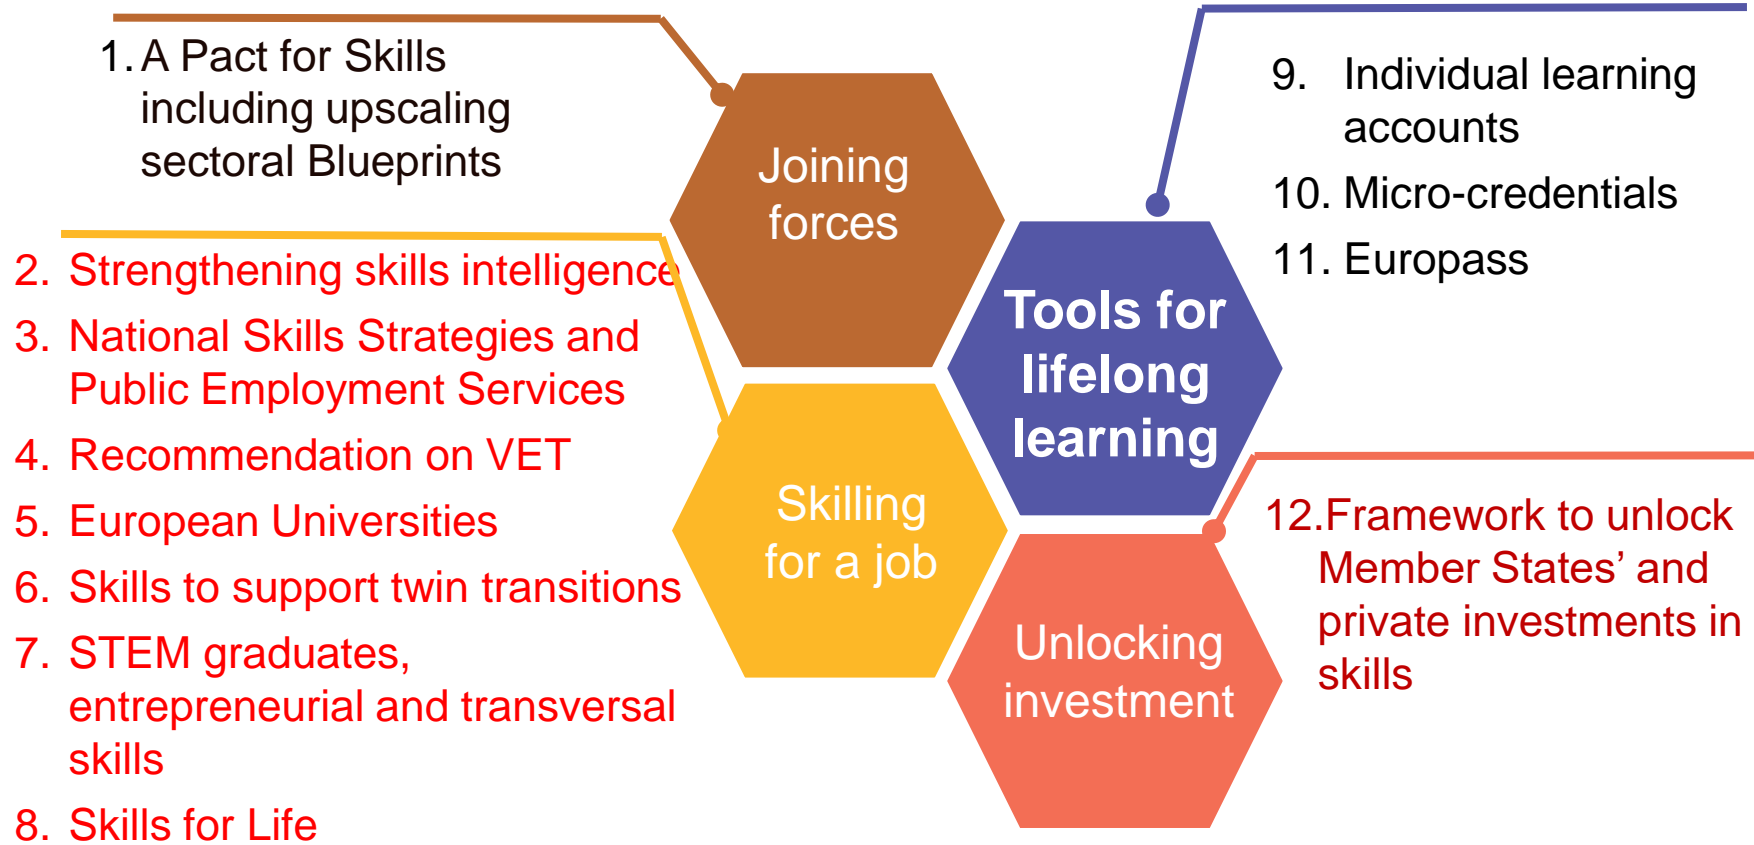 1. A Pact for Skills
including upscaling
sectoral Blueprints
2. Strengthening skills intelligence
3. National Skills Strategies and
Public Employment Services
4. Recommendation on VET
5. European Universities
6. Skills to support twin transitions
7. STEM graduates,
entrepreneurial and transversal
skills
8. Skills for Life
Joining
forces
Skilling
for a job
Tools for
lifelong
learning
Unlocking
investment
9. Individual learning
accounts
10. Micro-credentials
11. Europass
12.Framework to unlock
Member States’ and
private investments in
skills